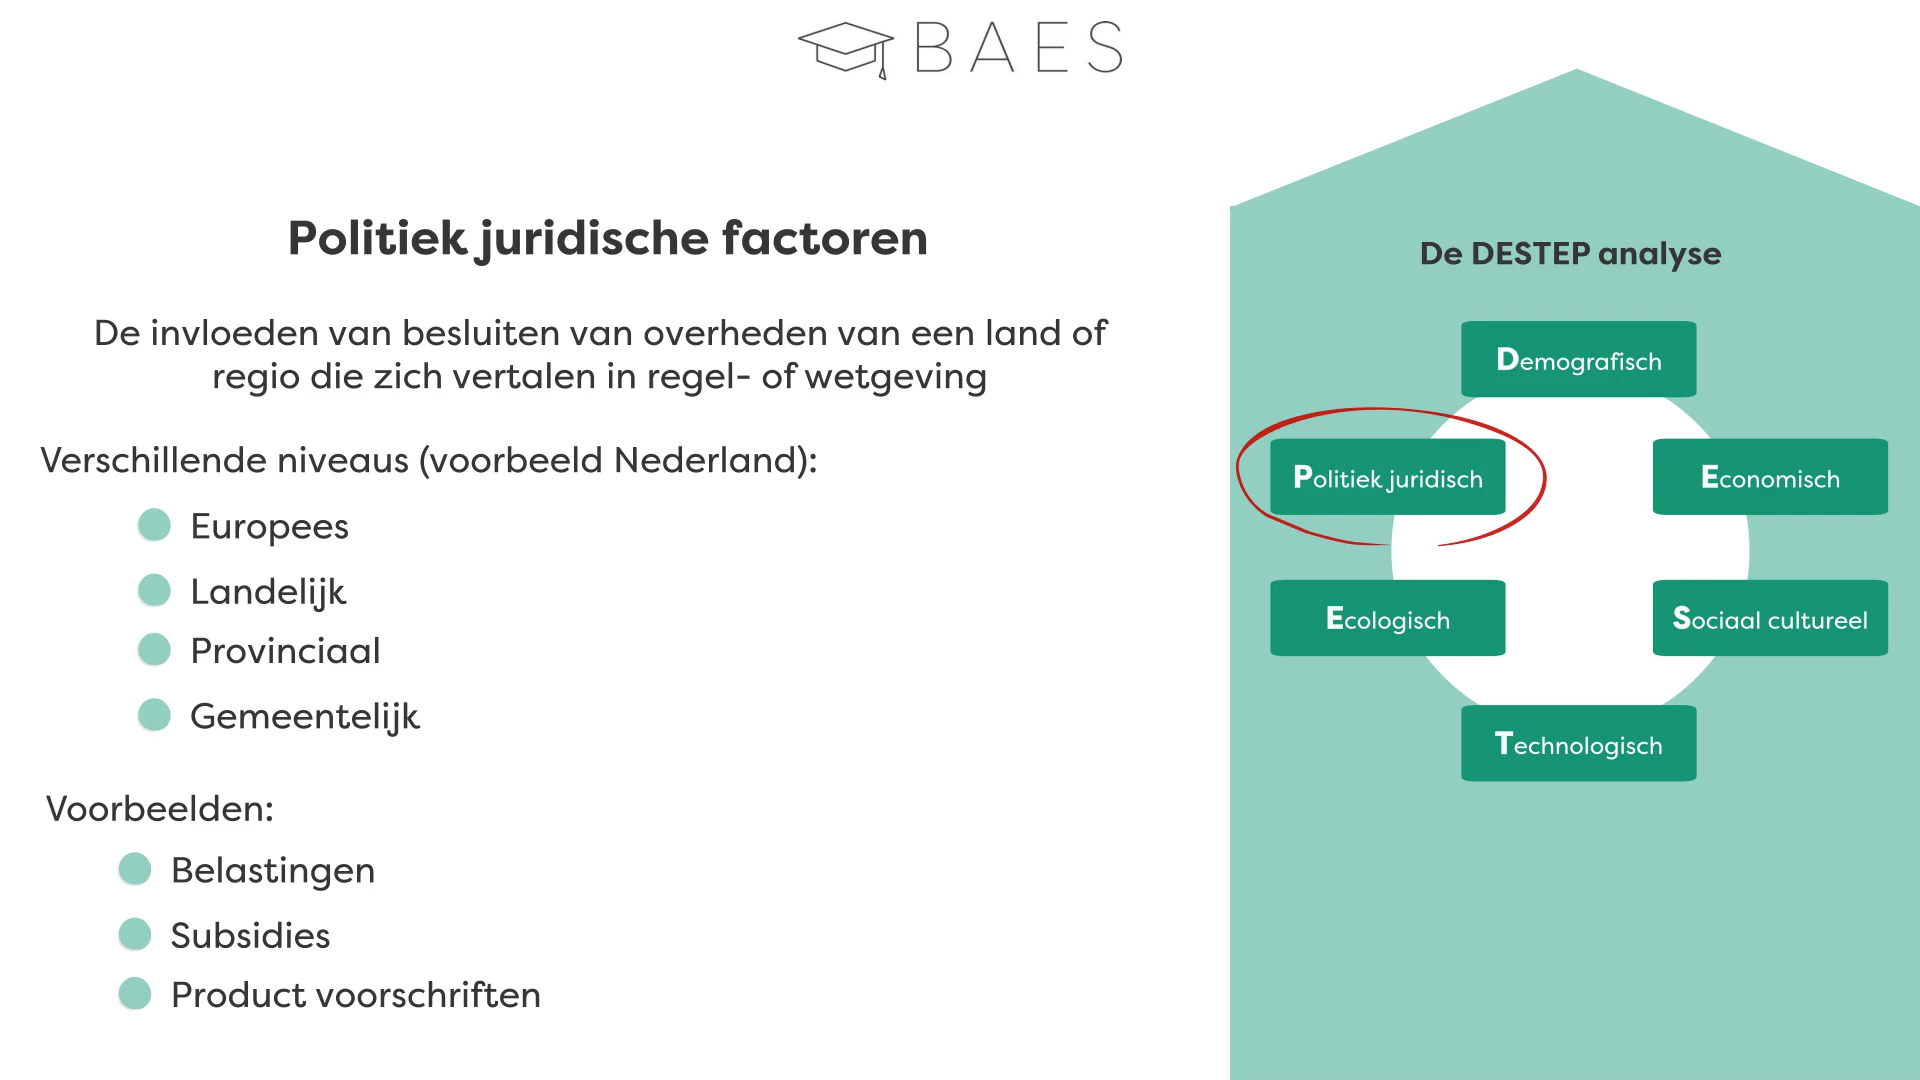 BAES
Politiek juridische factoren
De invloeden van besluiten van overheden van een land of
regio die zich vertalen in regel- of wetgeving
Verschillende niveaus (voorbeeld Nederland):
Europees
Landelijk
Provinciaal
Gemeentelijk
Voorbeelden:
Belastingen
Subsidies
Product voorschriften
De DESTEP analyse
Demografisch
Politiek juridisch
Economisch
Ecologisch
Sociaal cultureel
Technologisch